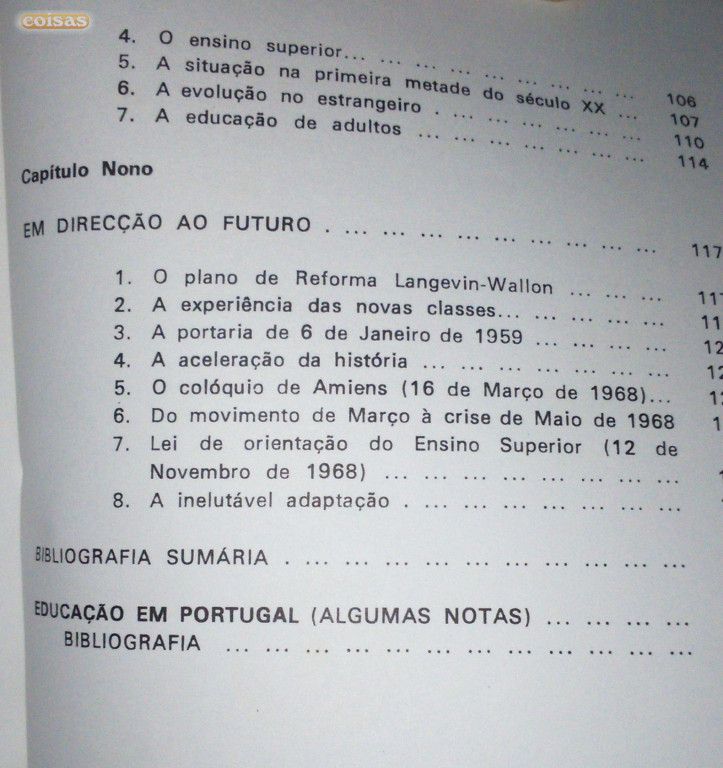 coisas
4. O ensino superior... ... ... ... ... ... ... ... 106
5. A situação na primeira metade do século XX ... 107
6. A evolução no estrangeiro . ... ... ... ... ... 110
7. A educação de adultos ... ... ... ... ... ... 114
Capítulo Nono
EM DIRECÇÃO AO FUTURO . ... ... ... ... ... ... ... ... ... 117
1. O plano de Reforma Langevin-Wallon ... ... ...
2. A experiência das novas classes... ... ... ... ...
3. A portaria de 6 de Janeiro de 1959 ... ... ... ...
4. A aceleração da história ... ... ... ... ... ... ...
5. O colóquio de Amiens (16 de Março de 1968)...
6. Do movimento de Março à crise de Maio de 1968
7. Lei de orientação do Ensino Superior (12 de
Novembro de 1968) ... ... ... ... ... ... ... ...
8. A inelutável adaptação . ... ... ... ... ... ... ...
BIBLIOGRAFIA SUMÁRIA . ... ... ... ... ... ... ... ... ... ...
EDUCAÇÃO EM PORTUGAL (ALGUMAS NOTAS) ... ... ... ...
BIBLIOGRAFIA ... ... ... ... ... ... ... ... ... ... ... ...